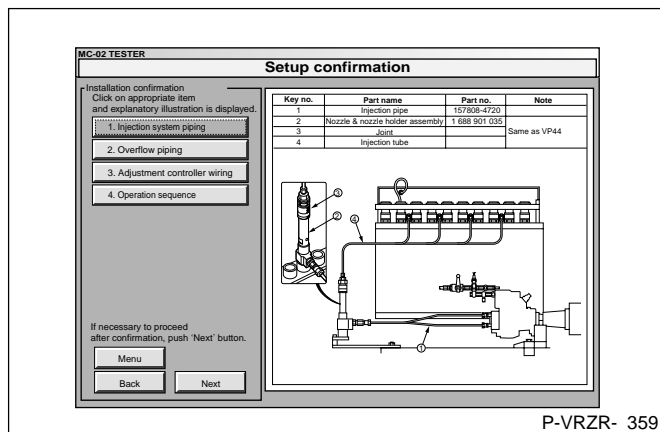 MC-02 TESTER
Setup confirmation
Installation confirmation
Click on appropriate item
and explanatory illustration is displayed.
1. Injection system piping
2. Overflow piping
3. Adjustment controller wiring
4. Operation sequence
If necessary to proceed
after confirmation, push 'Next' button.
Menu
Back Next
Key no. Part name Part no. Note
1 Injection pipe 157808-4720
2 Nozzle & nozzle holder assembly 1 688 901 035
Same as VP44
3 Joint
4 Injection tube
3
2
4
1
P-VRZR- 359